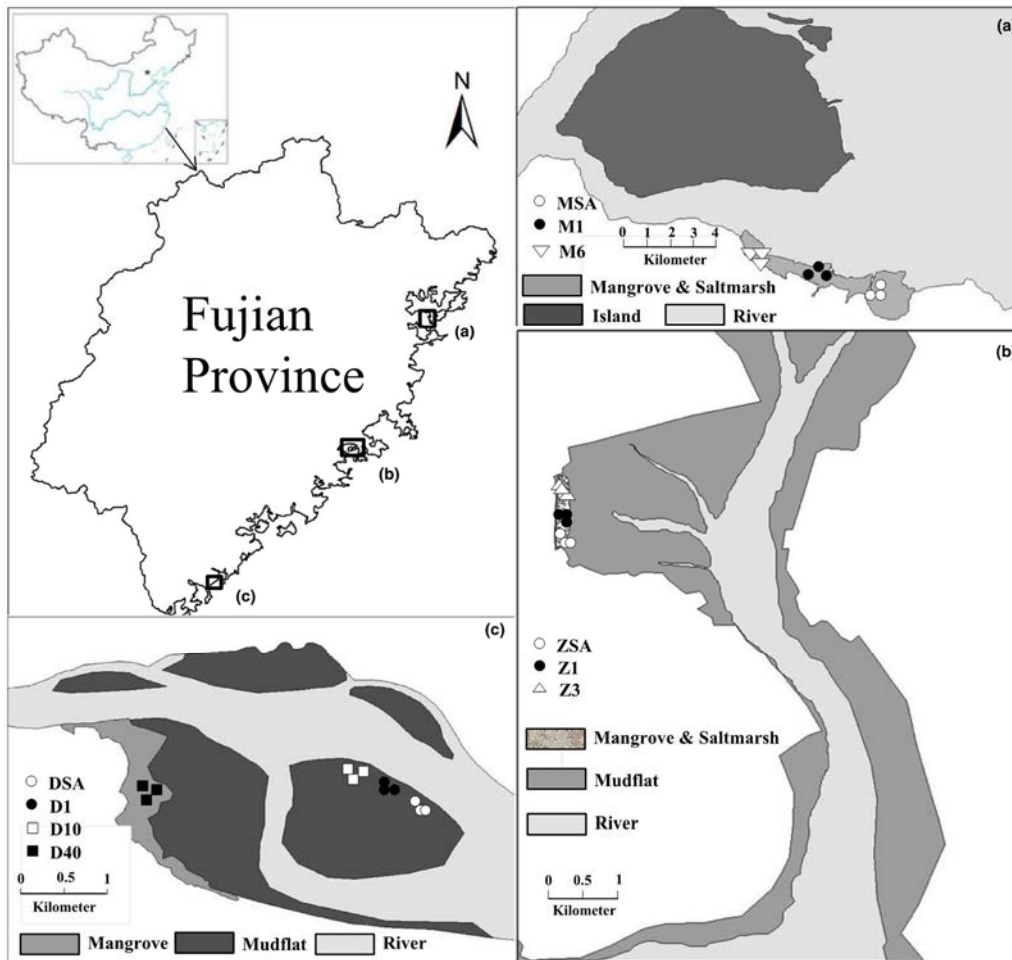 N
Fujian
Province
(a)
(b)
(c)
(a)
MSA
M1
M6
0 1 2 3 4
Kilometer
Mangrove & Saltmarsh
Island
River
(b)
ZSA
Z1
Z3
Mangrove & Saltmarsh
Mudflat
River
0 0.5 1
Kilometer
(c)
DSA
D1
D10
D40
0 0.5 1
Kilometer
Mangrove
Mudflat
River